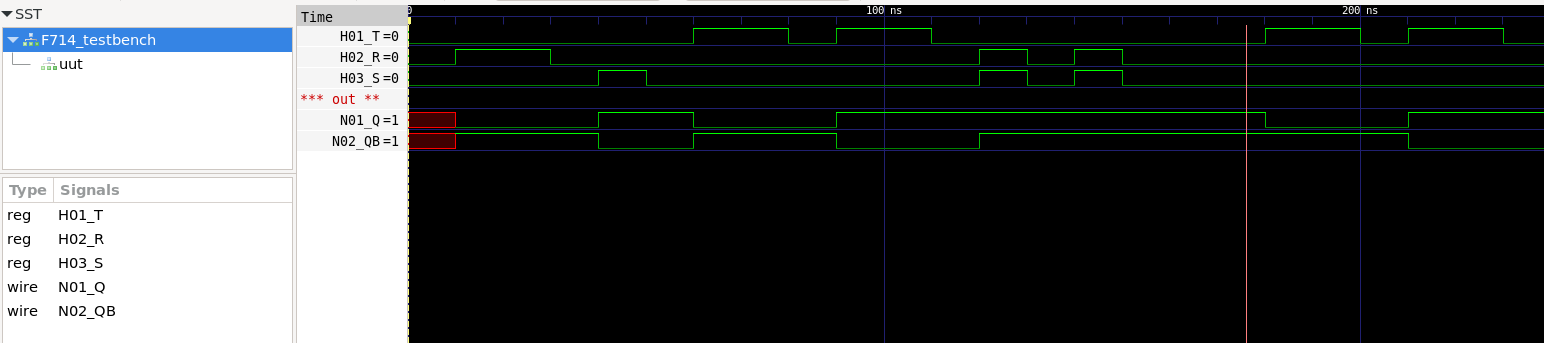 SST
F714_testbench
uut
Type Signals
reg H01_T
reg H02_R
reg H03_S
wire N01_Q
wire N02_QB
Time
H01_T=0
H02_R=0
H03_S=0
*** out **
N01_Q=1
N02_QB=1
0 100 ns 200 ns